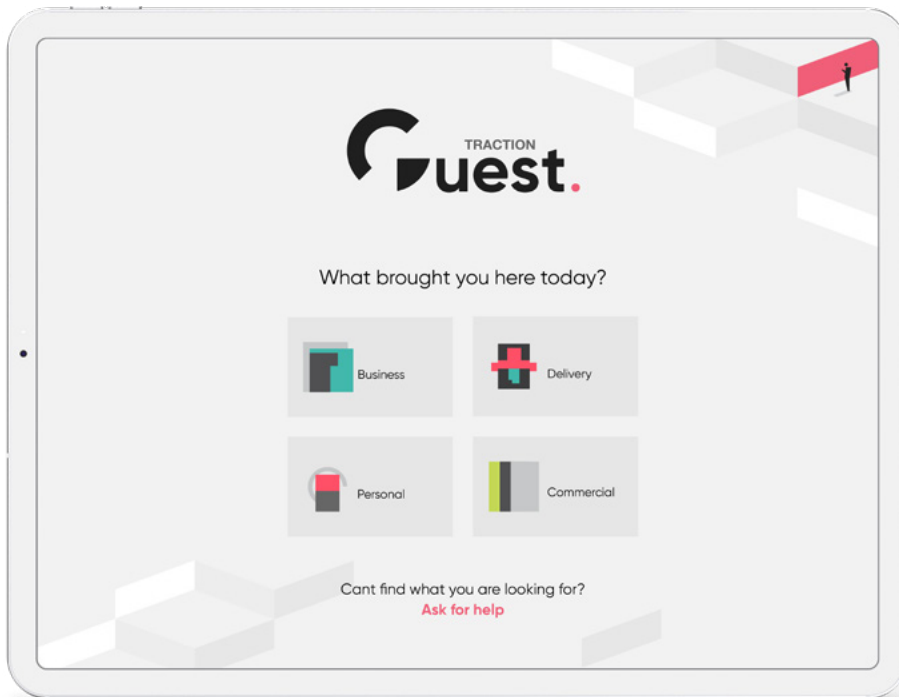 TRACTION
Guest.
What brought you here today?
Business
Delivery
Personal
Commercial
Cant find what you are looking for?
Ask for help